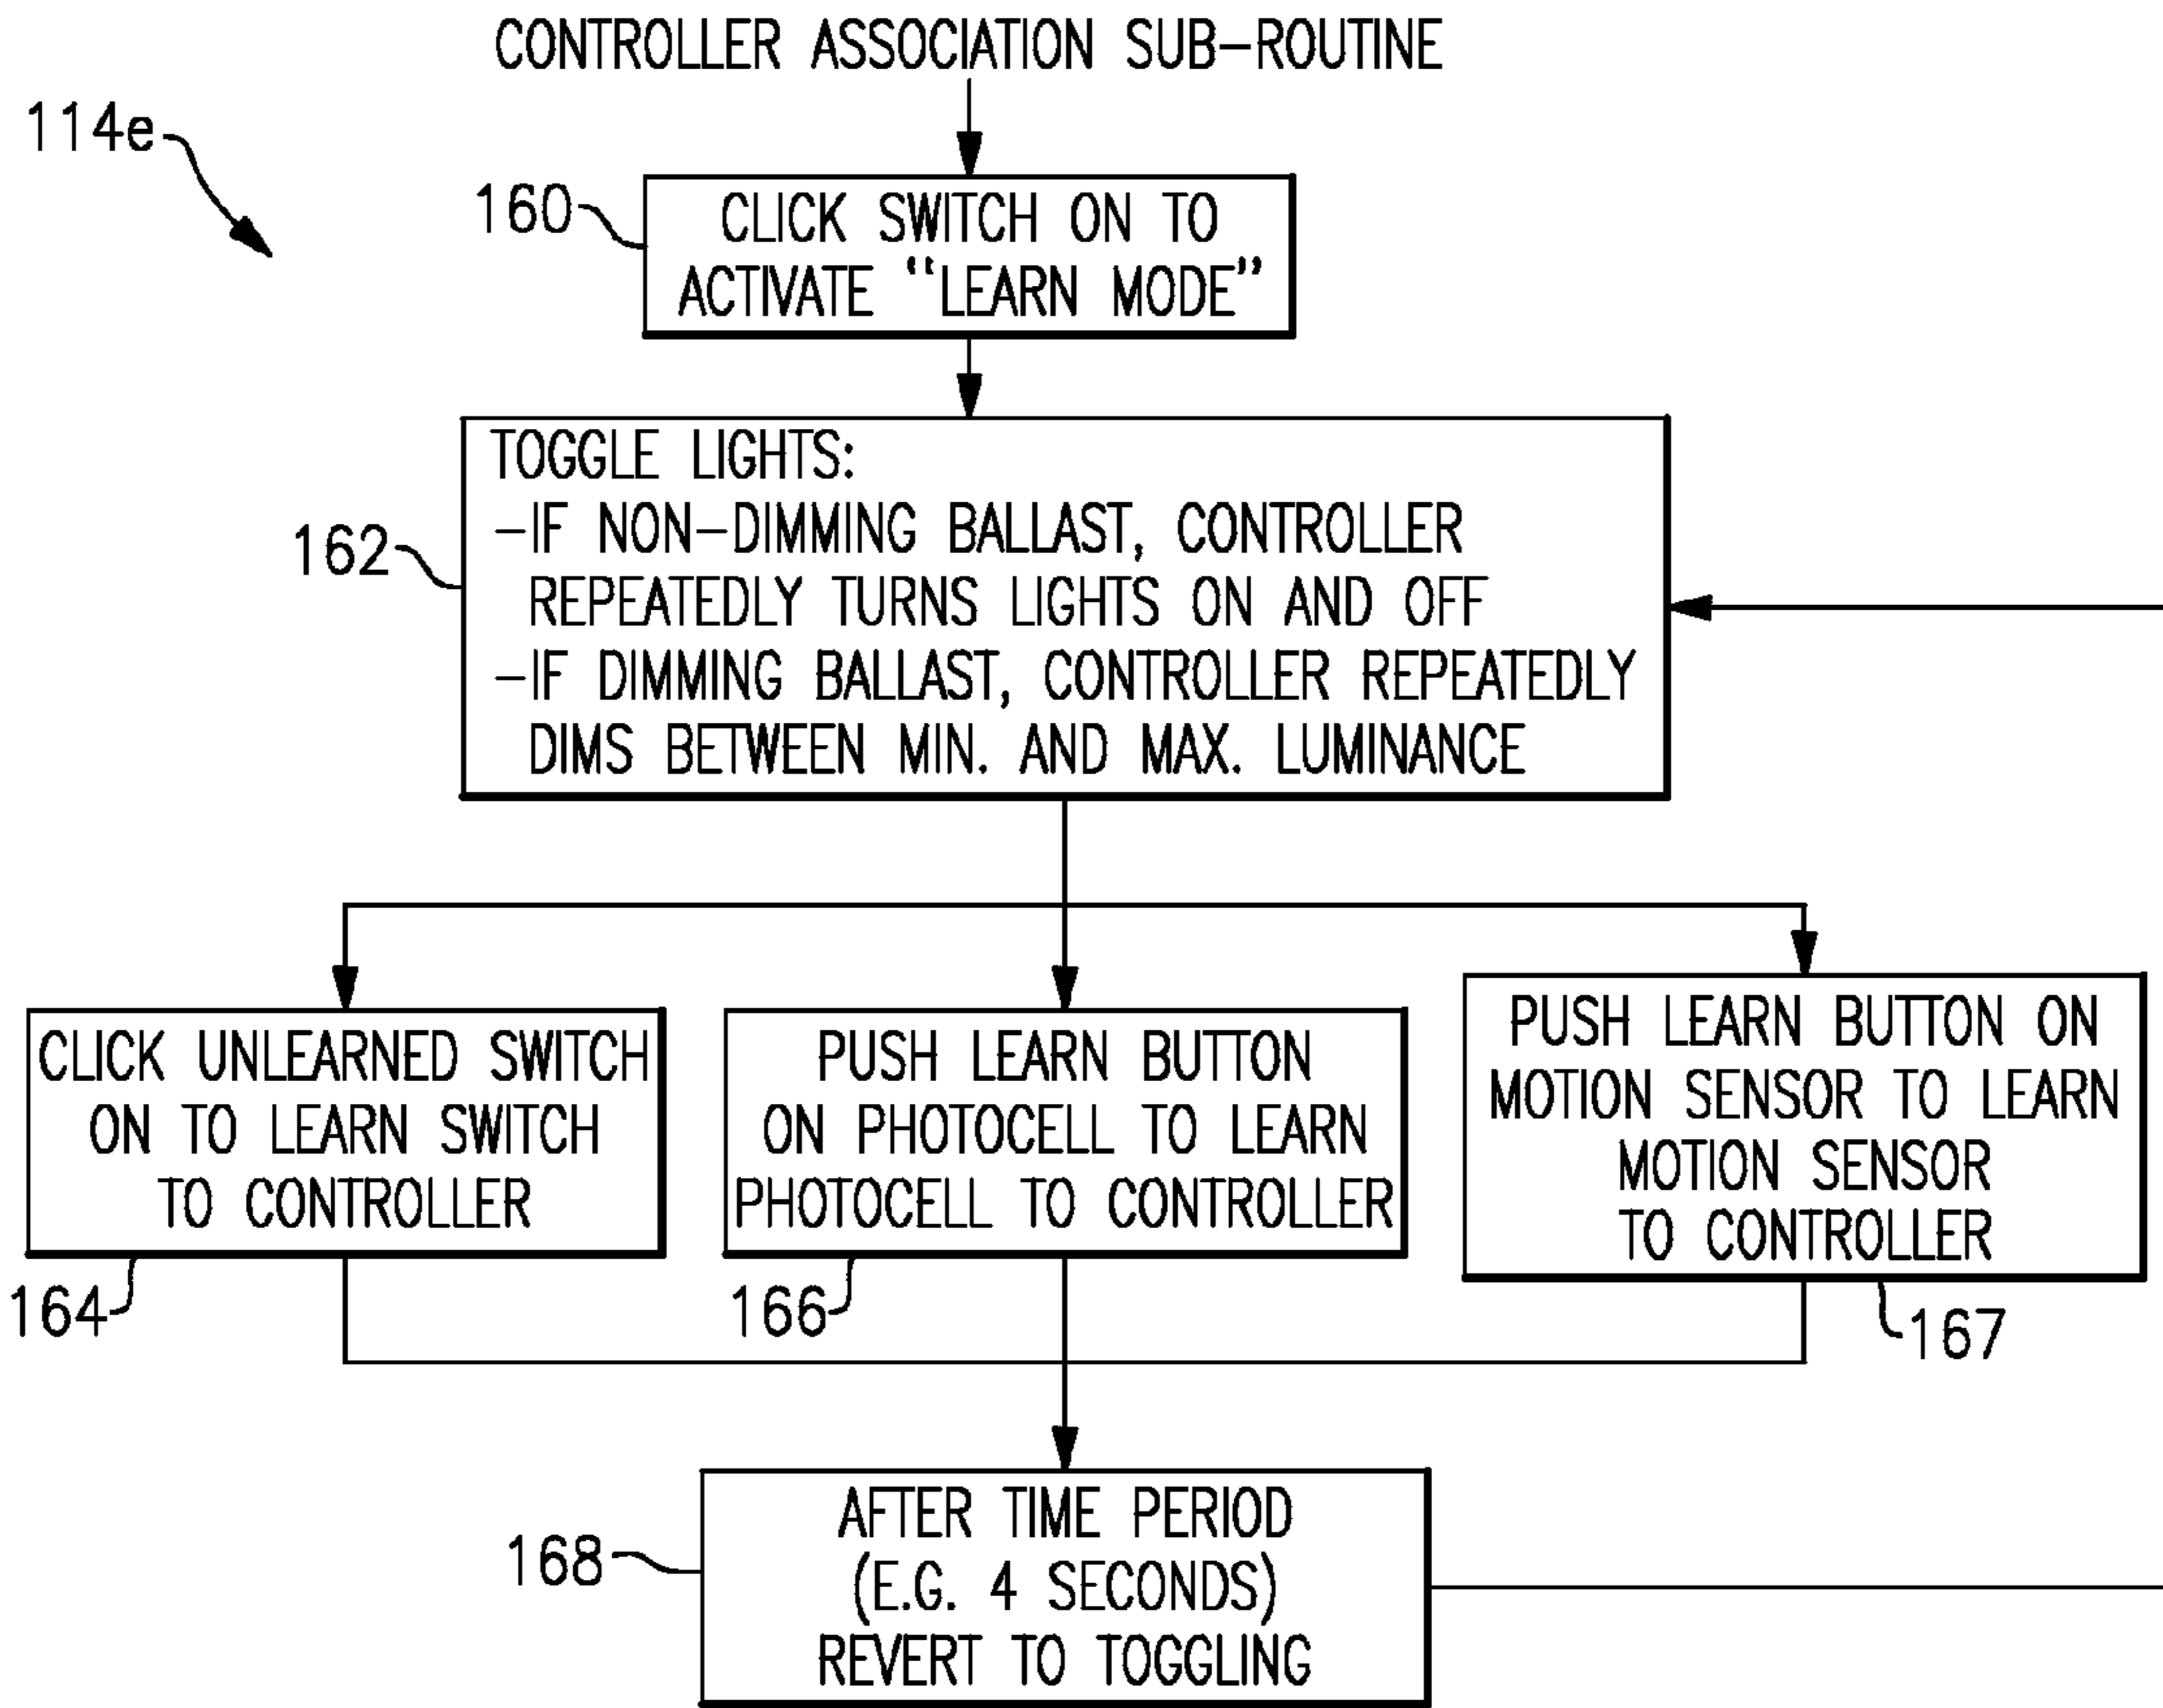 CONTROLLER ASSOCIATION SUB-ROUTINE
114e
160
CLICK SWITCH ON TO
ACTIVATE “LEARN MODE”
162
TOGGLE LIGHTS:
-IF NON-DIMMING BALLAST, CONTROLLER
REPEATEDLY TURNS LIGHTS ON AND OFF
-IF DIMMING BALLAST, CONTROLLER REPEATEDLY
DIMS BETWEEN MIN. AND MAX. LUMINANCE
CLICK UNLEARNED SWITCH
ON TO LEARN SWITCH
TO CONTROLLER
164
PUSH LEARN BUTTON
ON PHOTOCELL TO LEARN
PHOTOCELL TO CONTROLLER
166
PUSH LEARN BUTTON ON
MOTION SENSOR TO LEARN
MOTION SENSOR
TO CONTROLLER
167
168
AFTER TIME PERIOD
(E.G. 4 SECONDS)
REVERT TO TOGGLING